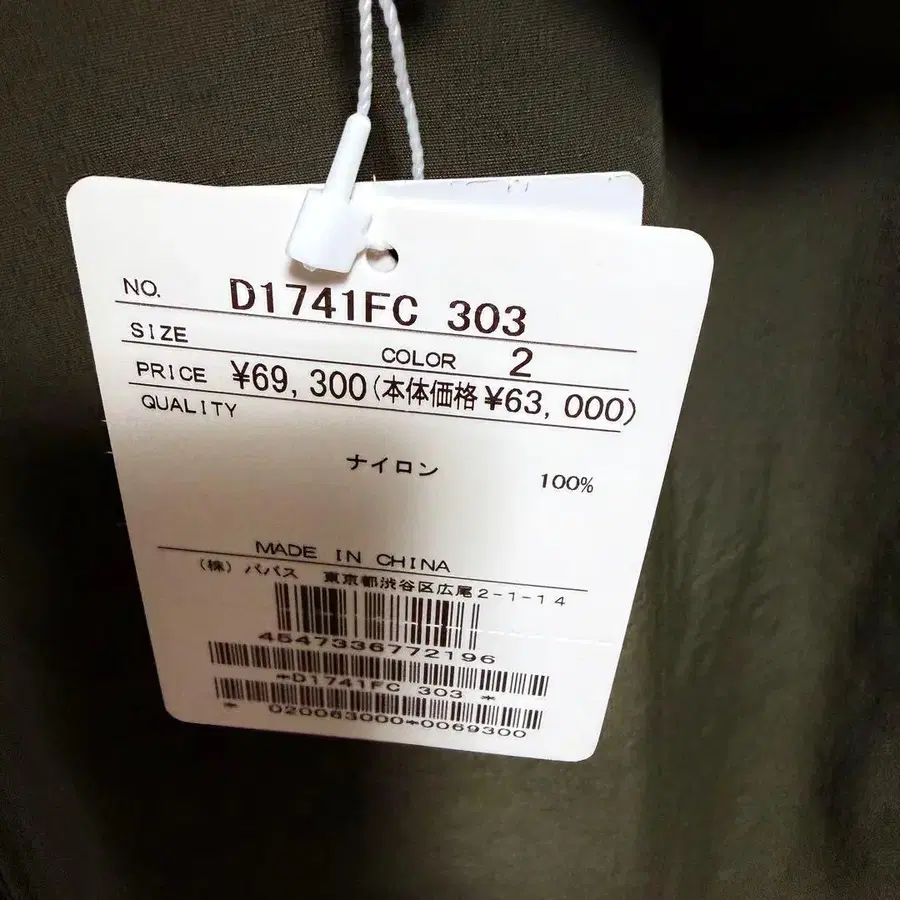 NO. D1741FC 303
SIZE
COLOR 2
PRICE ¥69,300(本体価格¥63,000)
QUALITY
ナイロン 100%
MADE IN CHINA
(株)パパス 東京都渋谷区広尾2-1-14
4547336772196
*D1741FC 303 *
* 020063000*0069300